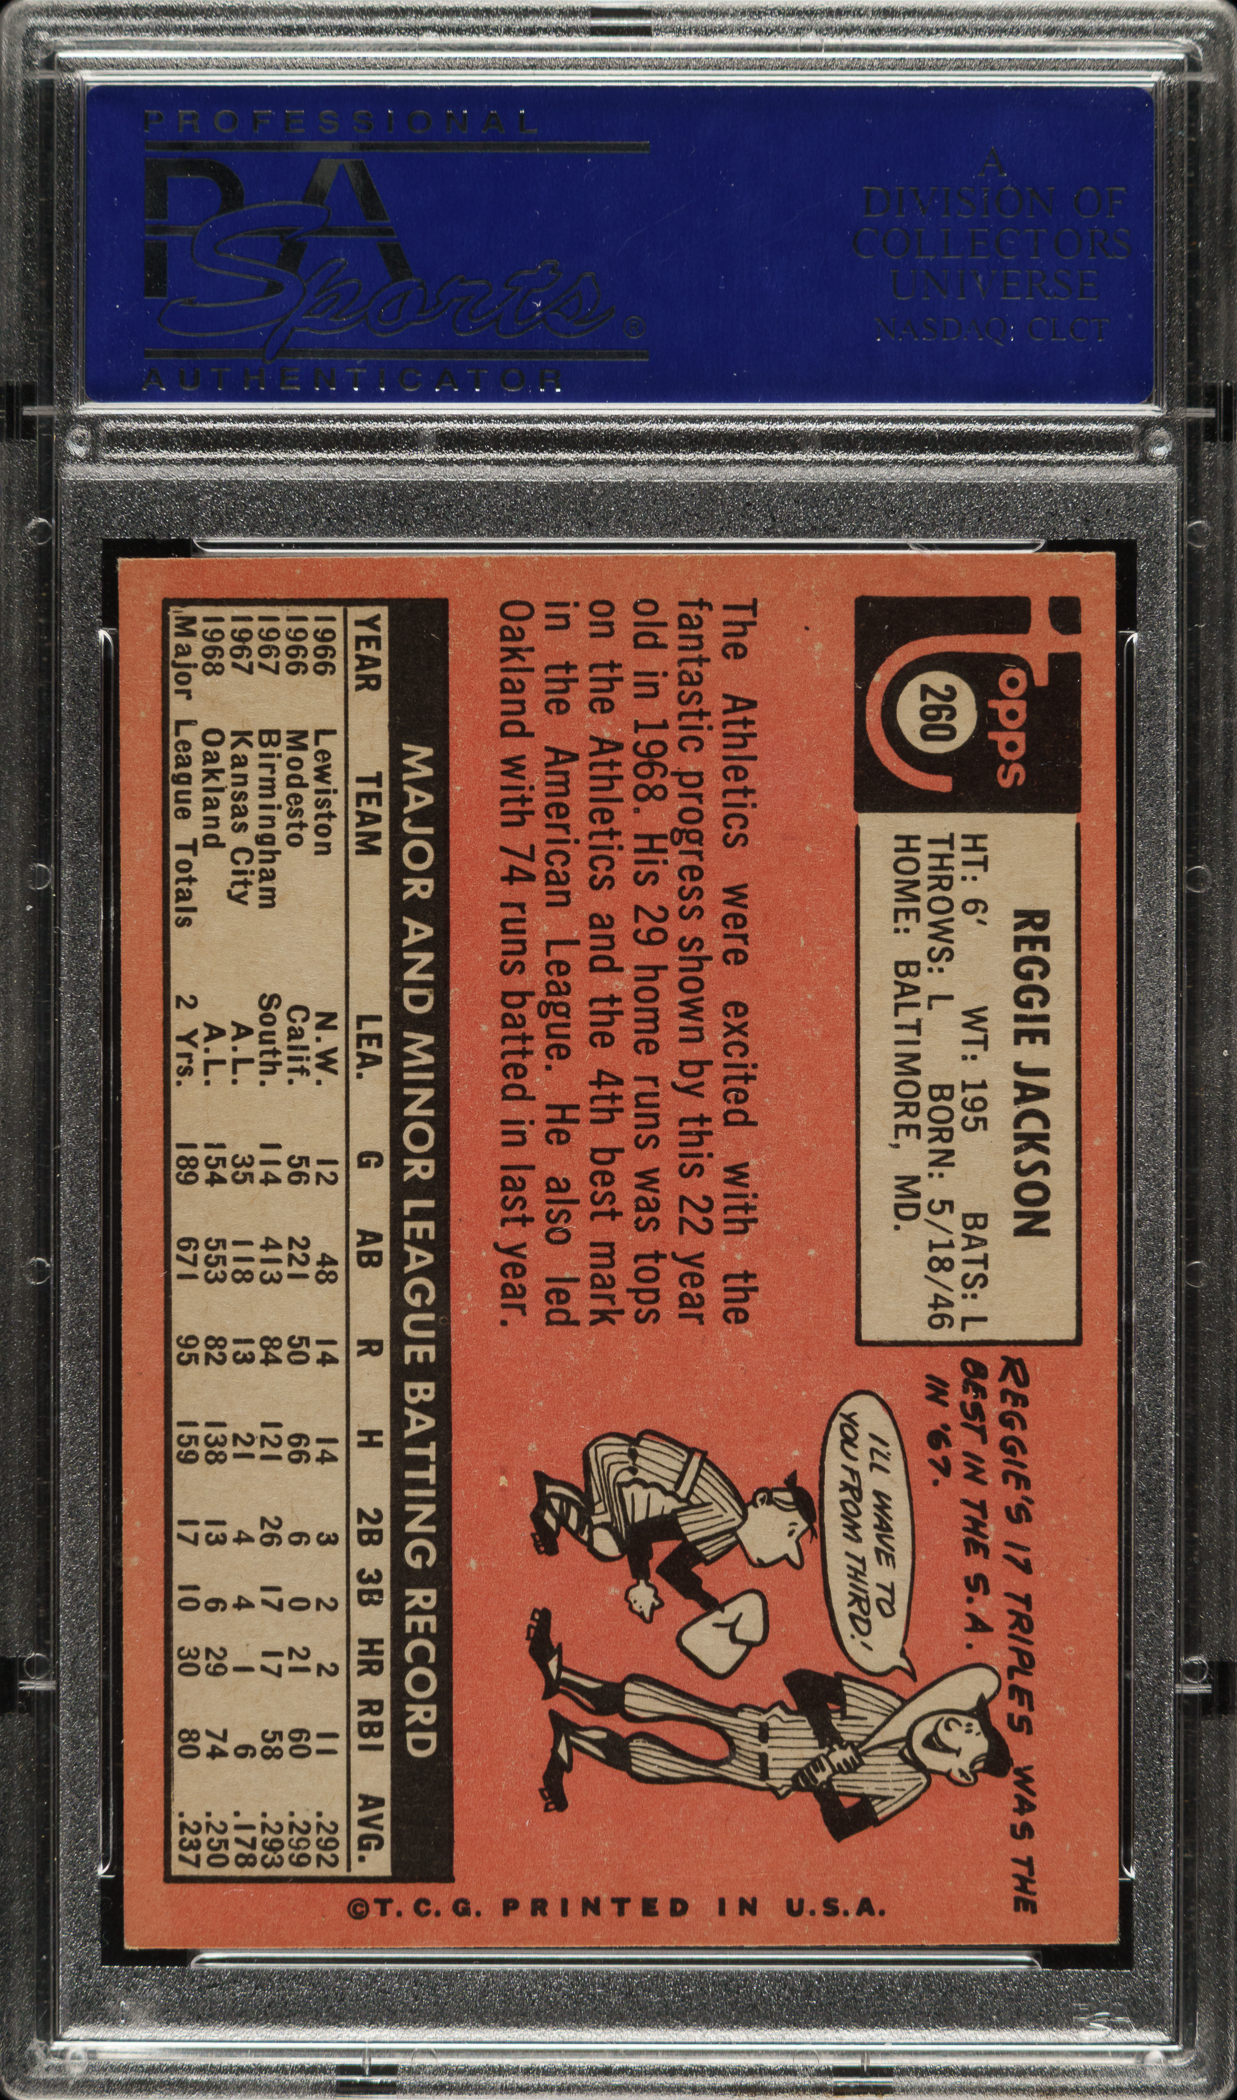 PROFESSIONAL
PSA
Sports®
AUTHENTICATOR
A
DIVISION OF
COLLECTORS
UNIVERSE
NASDAQ: CLCT
Topps
260
REGGIE JACKSON
HT: 6' WT: 195 BATS: L
THROWS: L BORN: 5/18/46
HOME: BALTIMORE, MD.
REGGIE'S 17 TRIPLES WAS THE
BEST IN THE S.A.
IN '67.
I'LL WAVE TO
YOU FROM THIRD!
The Athletics were excited with the
fantastic progress shown by this 22 year
old in 1968. His 29 home runs was tops
on the Athletics and the 4th best mark
in the American League. He also led
Oakland with 74 runs batted in last year.
MAJOR AND MINOR LEAGUE BATTING RECORD
YEAR TEAM LEA. G AB R H 2B 3B HR RBI AVG.
1966 Lewiston N.W. 12 48 14 14 3 2 2 11 .292
1966 Modesto Calif. 56 221 50 66 6 0 21 60 .299
1967 Birmingham South. 114 413 84 121 26 17 17 58 .293
1967 Kansas City A.L. 35 118 13 21 4 4 1 6 .178
1968 Oakland A.L. 154 553 82 138 13 6 29 74 .250
Major League Totals 2 Yrs. 189 671 95 159 17 10 30 80 .237
©T.C.G. PRINTED IN U.S.A.